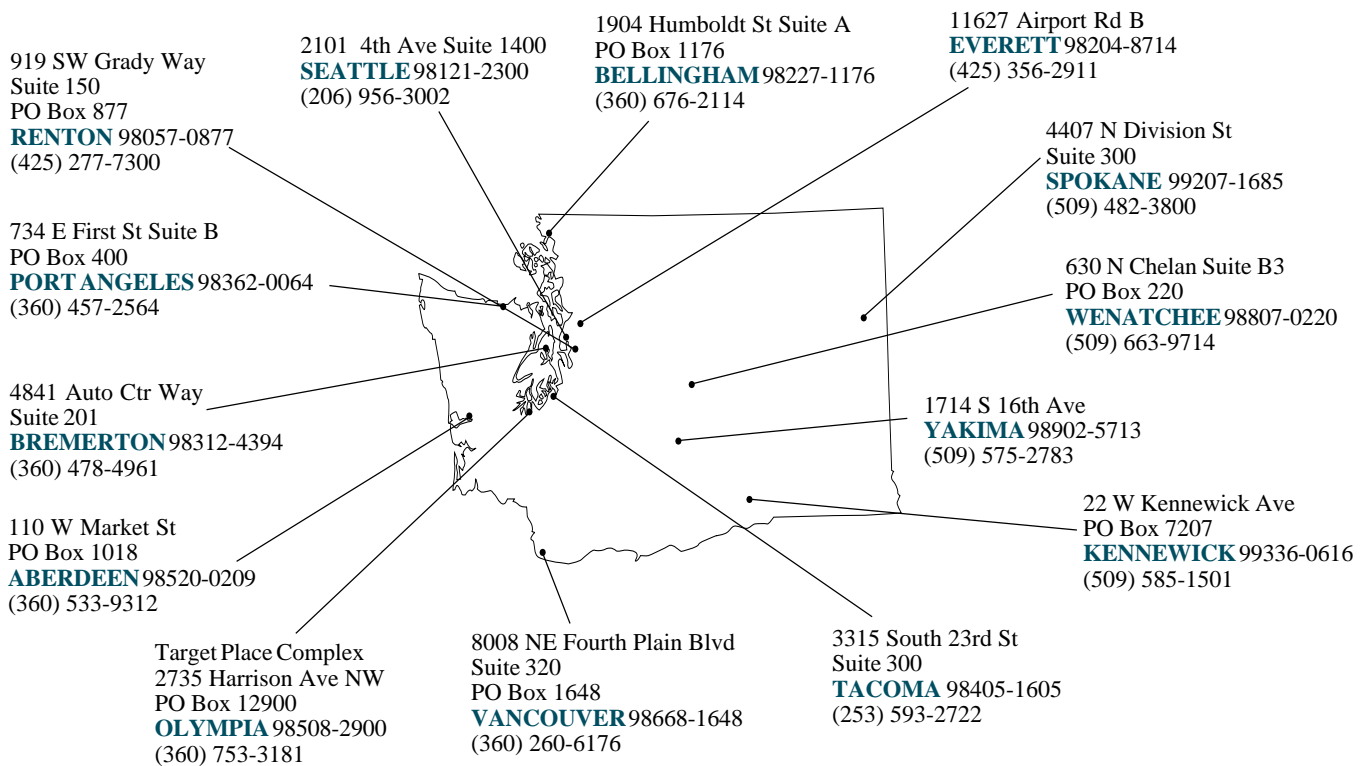 919 SW Grady Way
Suite 150
PO Box 877
RENTON 98057-0877
(425) 277-7300
2101 4th Ave Suite 1400
SEATTLE 98121-2300
(206) 956-3002
1904 Humboldt St Suite A
PO Box 1176
BELLINGHAM 98227-1176
(360) 676-2114
11627 Airport Rd B
EVERETT 98204-8714
(425) 356-2911
4407 N Division St
Suite 300
SPOKANE 99207-1685
(509) 482-3800
734 E First St Suite B
PO Box 400
PORT ANGELES 98362-0064
(360) 457-2564
630 N Chelan Suite B3
PO Box 220
WENATCHEE 98807-0220
(509) 663-9714
4841 Auto Ctr Way
Suite 201
BREMERTON 98312-4394
(360) 478-4961
1714 S 16th Ave
YAKIMA 98902-5713
(509) 575-2783
110 W Market St
PO Box 1018
ABERDEEN 98520-0209
(360) 533-9312
22 W Kennewick Ave
PO Box 7207
KENNEWICK 99336-0616
(509) 585-1501
Target Place Complex
2735 Harrison Ave NW
PO Box 12900
OLYMPIA 98508-2900
(360) 753-3181
8008 NE Fourth Plain Blvd
Suite 320
PO Box 1648
VANCOUVER 98668-1648
(360) 260-6176
3315 South 23rd St
Suite 300
TACOMA 98405-1605
(253) 593-2722